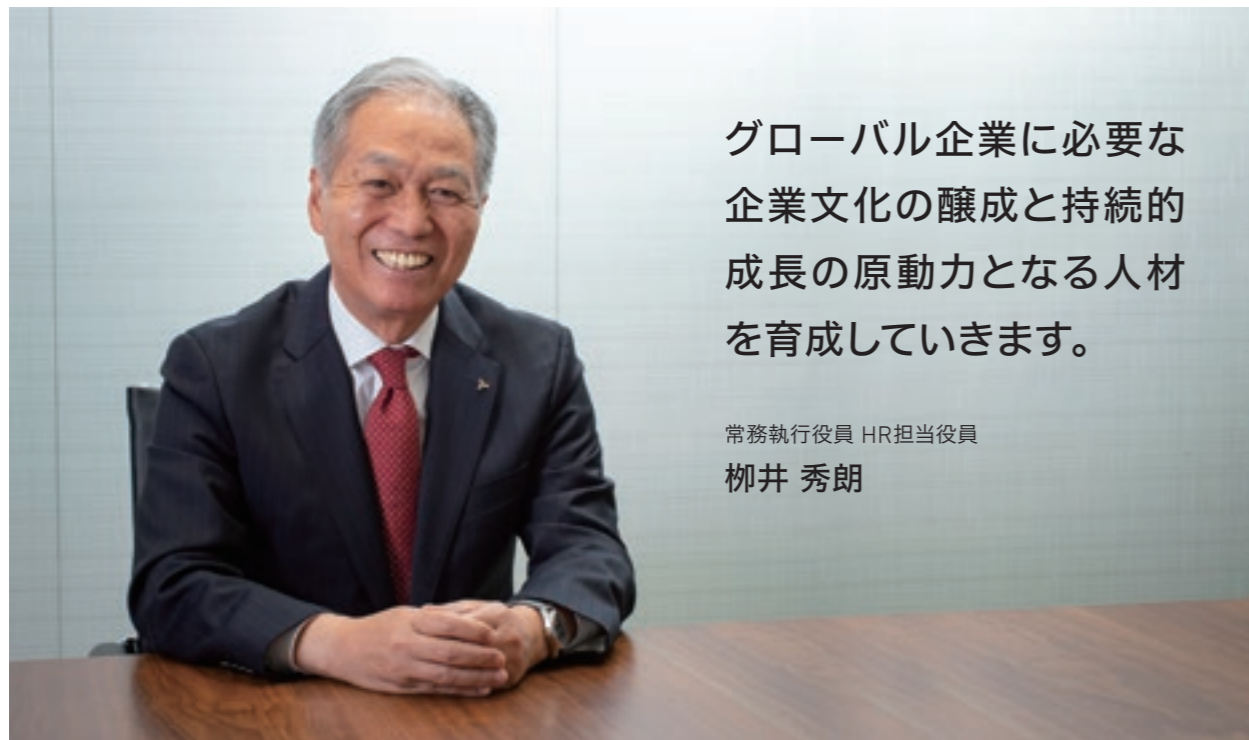 グローバル企業に必要な
企業文化の醸成と持続的
成長の原動力となる人材
を育成していきます。
常務執行役員 HR担当役員
栁井 秀朗